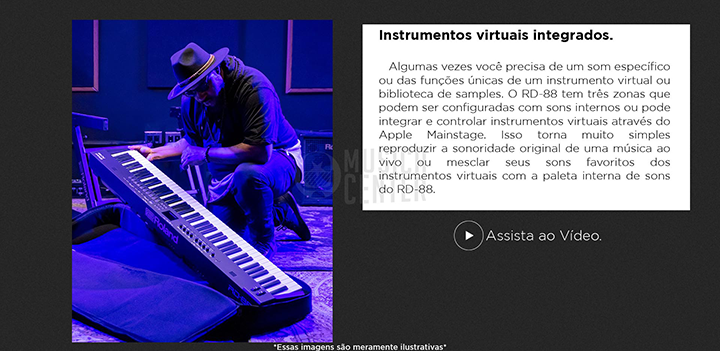 Instrumentos virtuais integrados.
Algumas vezes você precisa de um som específico
ou das funções únicas de um instrumento virtual ou
biblioteca de samples. O RD-88 tem três zonas que
podem ser configuradas com sons internos ou pode
integrar e controlar instrumentos virtuais através do
Apple Mainstage. Isso torna muito simples
reproduzir a sonoridade original de uma música ao
vivo ou mesclar seus sons favoritos dos
instrumentos virtuais com a paleta interna de sons
do RD-88.
MUSIC
CENTER
Roland
Assista ao Vídeo.
*Essas imagens são meramente ilustrativas*